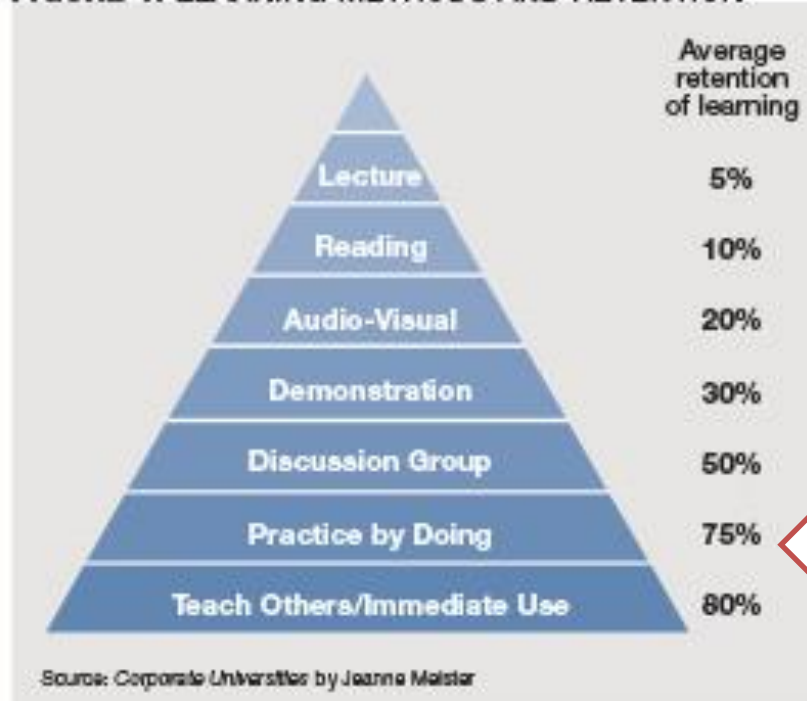 Average
retention
of learning
Lecture 5%
Reading 10%
Audio-Visual 20%
Demonstration 30%
Discussion Group 50%
Practice by Doing 75%
Teach Others/Immediate Use 80%
Source: Corporate Universities by Jeanne Meister